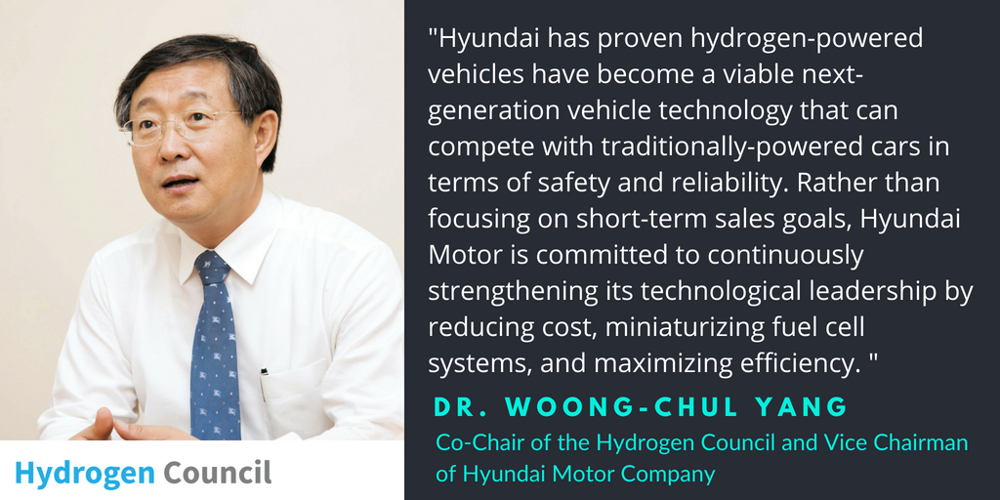 "Hyundai has proven hydrogen-powered
vehicles have become a viable next-
generation vehicle technology that can
compete with traditionally-powered cars in
terms of safety and reliability. Rather than
focusing on short-term sales goals, Hyundai
Motor is committed to continuously
strengthening its technological leadership by
reducing cost, miniaturizing fuel cell
systems, and maximizing efficiency. "
DR. WOONG-CHUL YANG
Co-Chair of the Hydrogen Council and Vice Chairman
of Hyundai Motor Company
Hydrogen Council